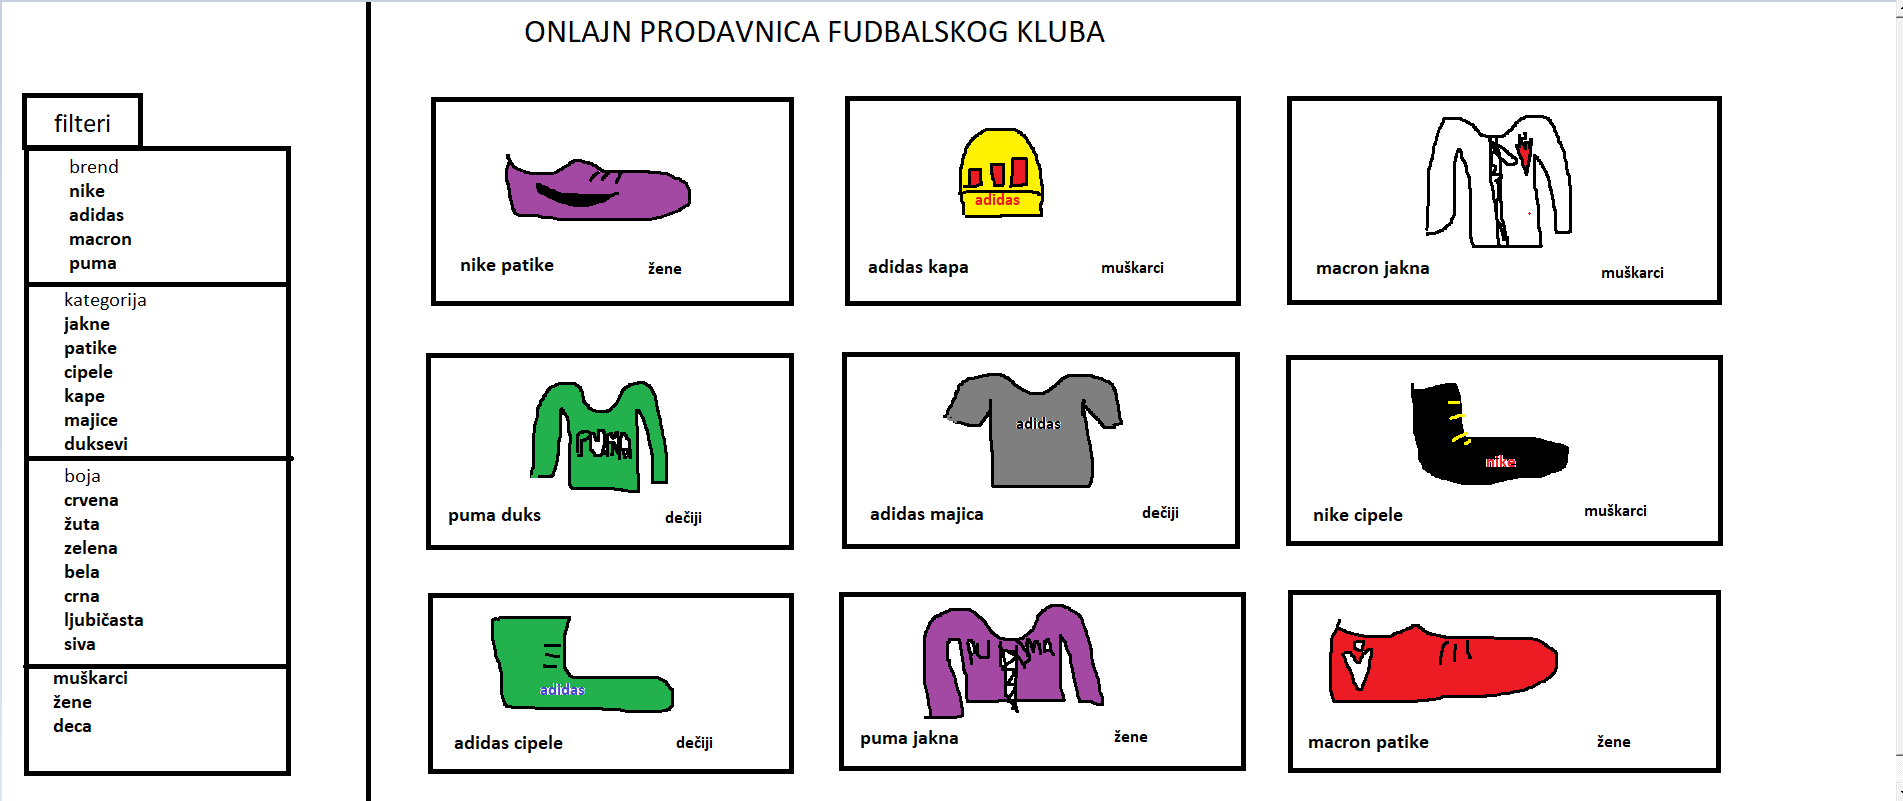 ONLAJN PRODAVNICA FUDBALSKOG KLUBA
filteri
brend
nike
adidas
macron
puma
kategorija
jakne
patike
cipele
kape
majice
duksevi
boja
crvena
žuta
zelena
bela
crna
ljubičasta
siva
muškarci
žene
deca
nike patike
žene
adidas
adidas kapa
muškarci
macron jakna
muškarci
PUMA
puma duks
dečiji
adidas
adidas majica
dečiji
nike
nike cipele
muškarci
adidas
adidas cipele
dečiji
PU MA
puma jakna
žene
macron patike
žene